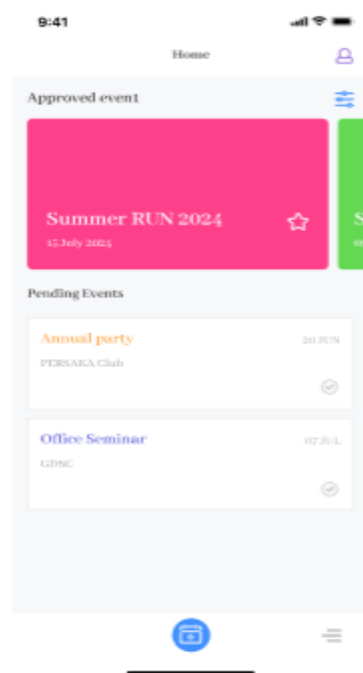 9:41
Home
Approved event
Summer RUN 2024
15 July 2024
S
Pending Events
Annual party
20 JUN
PERSAKA Club
Office Seminar
07 JUL
GDSC